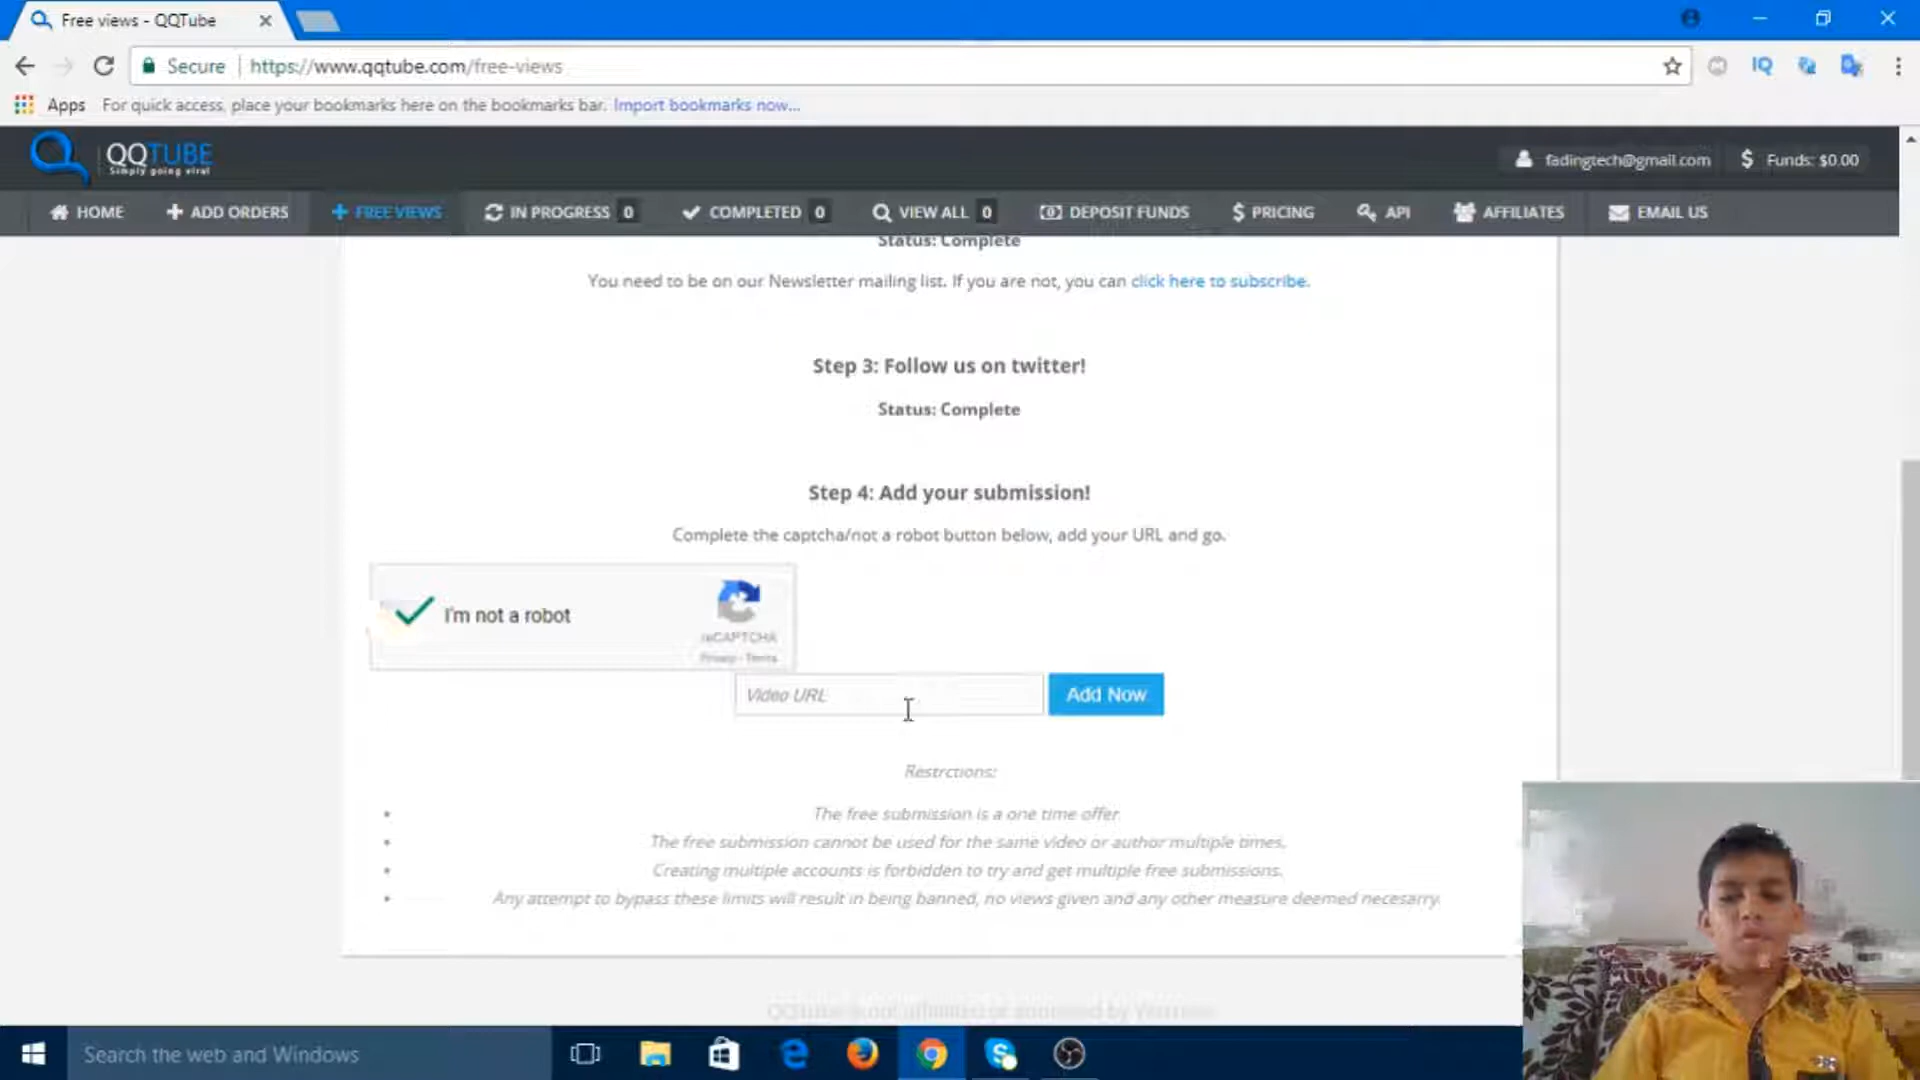 Free views - QQTube
Secure https://www.qqtube.com/free-views
IQ
Apps For quick access, place your bookmarks here on the bookmarks bar. Import bookmarks now...
QQTUBE
Simply going viral
fadingtech@gmail.com $ Funds: $0.00
HOME ADD ORDERS FREE VIEWS IN PROGRESS 0 COMPLETED 0 VIEW ALL 0 DEPOSIT FUNDS $ PRICING API AFFILIATES EMAIL US
Status: Complete
You need to be on our Newsletter mailing list. If you are not, you can click here to subscribe.
Step 3: Follow us on twitter!
Status: Complete
Step 4: Add your submission!
Complete the captcha/not a robot button below, add your URL and go.
I'm not a robot
reCAPTCHA
Privacy - Terms
Video URL Add Now
Restrctions:
The free submission is a one time offer.
The free submission cannot be used for the same video or author multiple times.
Creating multiple accounts is forbidden to try and get multiple free submissions.
Any attempt to bypass these limits will result in being banned, no views given and any other measure deemed necesarry.
Search the web and Windows